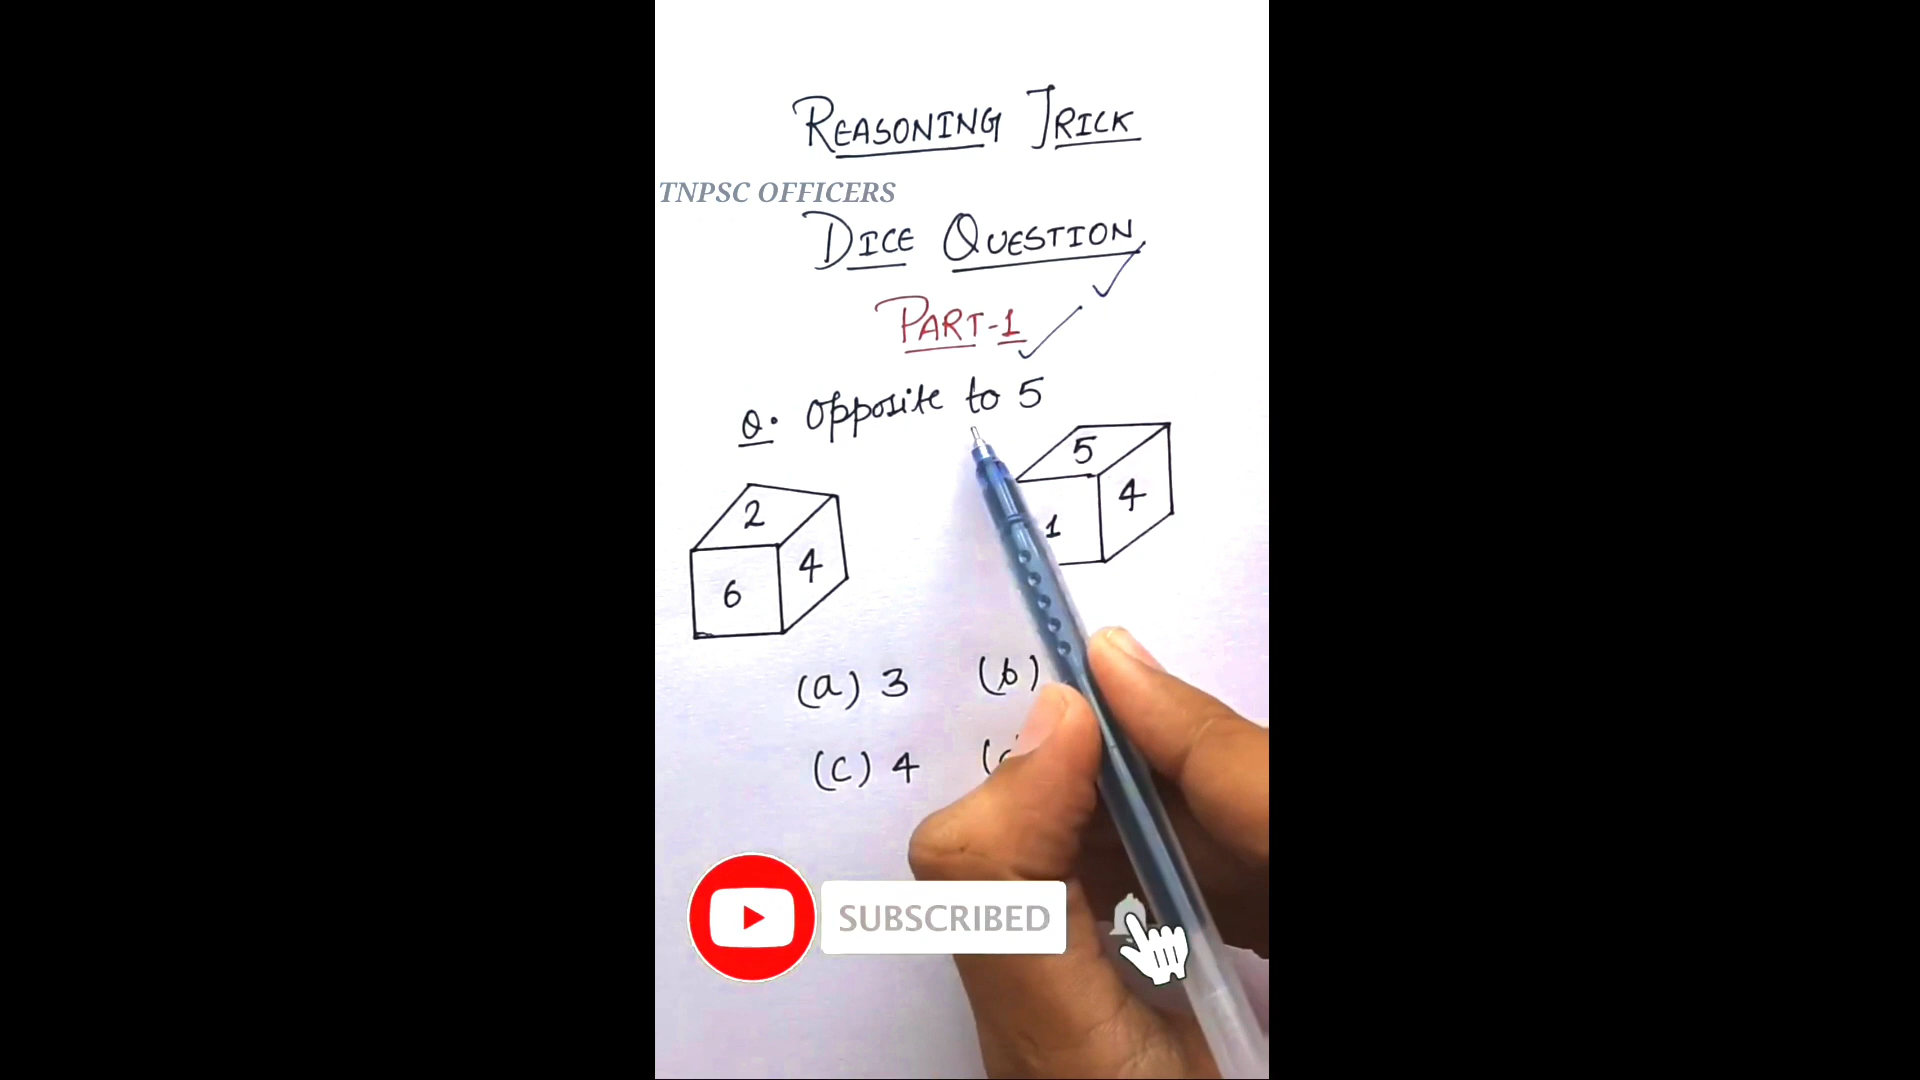 REASONING TRICK
TNPSC OFFICERS
DICE QUESTION
PART-1
Q. Opposite to 5
5
4
1
2
4
6
(a) 3 (b)
(c) 4
SUBSCRIBED